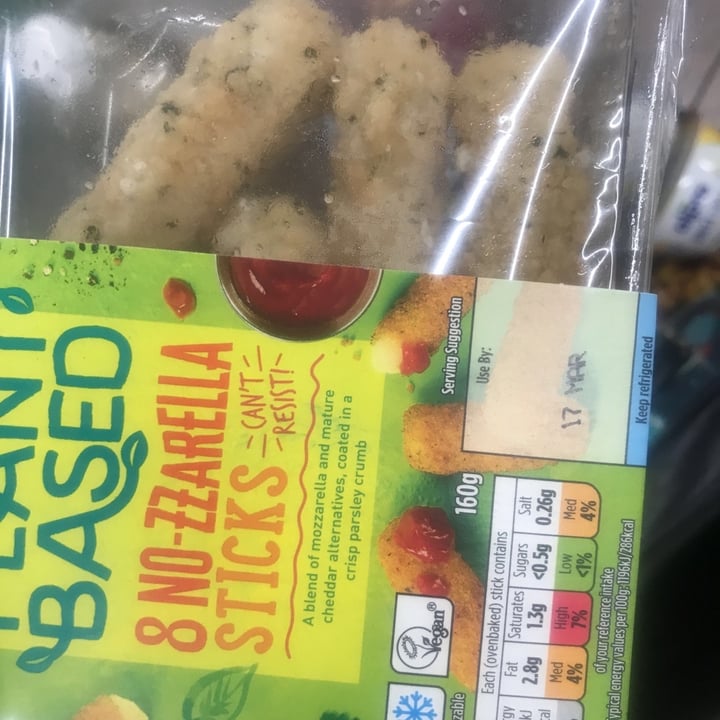 BASED
8 NO-ZZARELLA
STICKS
CAN'T
RESIST!
A blend of mozzarella and mature
cheddar alternatives, coated in a
crisp parsley crumb
Serving Suggestion
Use By:
17 MAR
Keep refrigerated
160g
Vegan®
Each (ovenbaked) stick contains
Fat
2.8g
Med
4%
Saturates
1.3g
High
7%
Sugars
<0.5g
Low
<1%
Salt
0.26g
Med
4%
of your reference intake
typical energy values per 100g: 1196kJ/286kcal